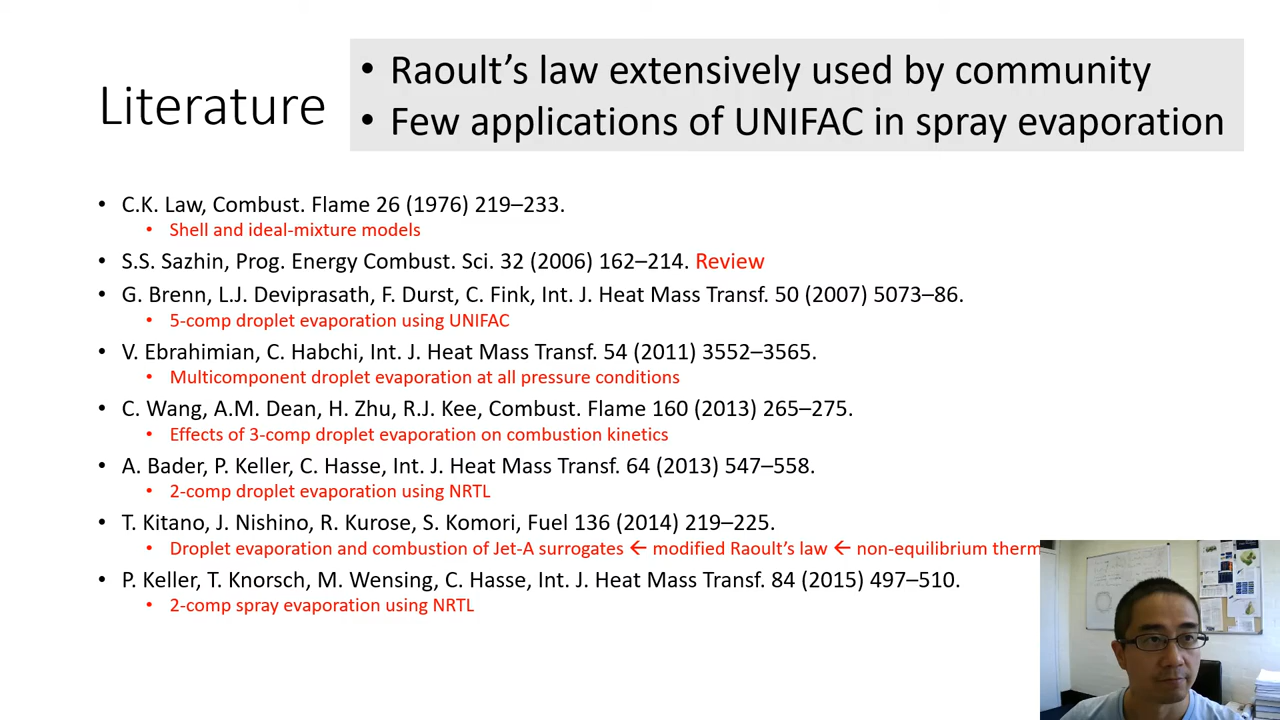 Literature
• Raoult’s law extensively used by community
• Few applications of UNIFAC in spray evaporation
• C.K. Law, Combust. Flame 26 (1976) 219–233.
• Shell and ideal-mixture models
• S.S. Sazhin, Prog. Energy Combust. Sci. 32 (2006) 162–214. Review
• G. Brenn, L.J. Deviprasath, F. Durst, C. Fink, Int. J. Heat Mass Transf. 50 (2007) 5073–86.
• 5-comp droplet evaporation using UNIFAC
• V. Ebrahimian, C. Habchi, Int. J. Heat Mass Transf. 54 (2011) 3552–3565.
• Multicomponent droplet evaporation at all pressure conditions
• C. Wang, A.M. Dean, H. Zhu, R.J. Kee, Combust. Flame 160 (2013) 265–275.
• Effects of 3-comp droplet evaporation on combustion kinetics
• A. Bader, P. Keller, C. Hasse, Int. J. Heat Mass Transf. 64 (2013) 547–558.
• 2-comp droplet evaporation using NRTL
• T. Kitano, J. Nishino, R. Kurose, S. Komori, Fuel 136 (2014) 219–225.
• Droplet evaporation and combustion of Jet-A surrogates ← modified Raoult’s law ← non-equilibrium therm
• P. Keller, T. Knorsch, M. Wensing, C. Hasse, Int. J. Heat Mass Transf. 84 (2015) 497–510.
• 2-comp spray evaporation using NRTL